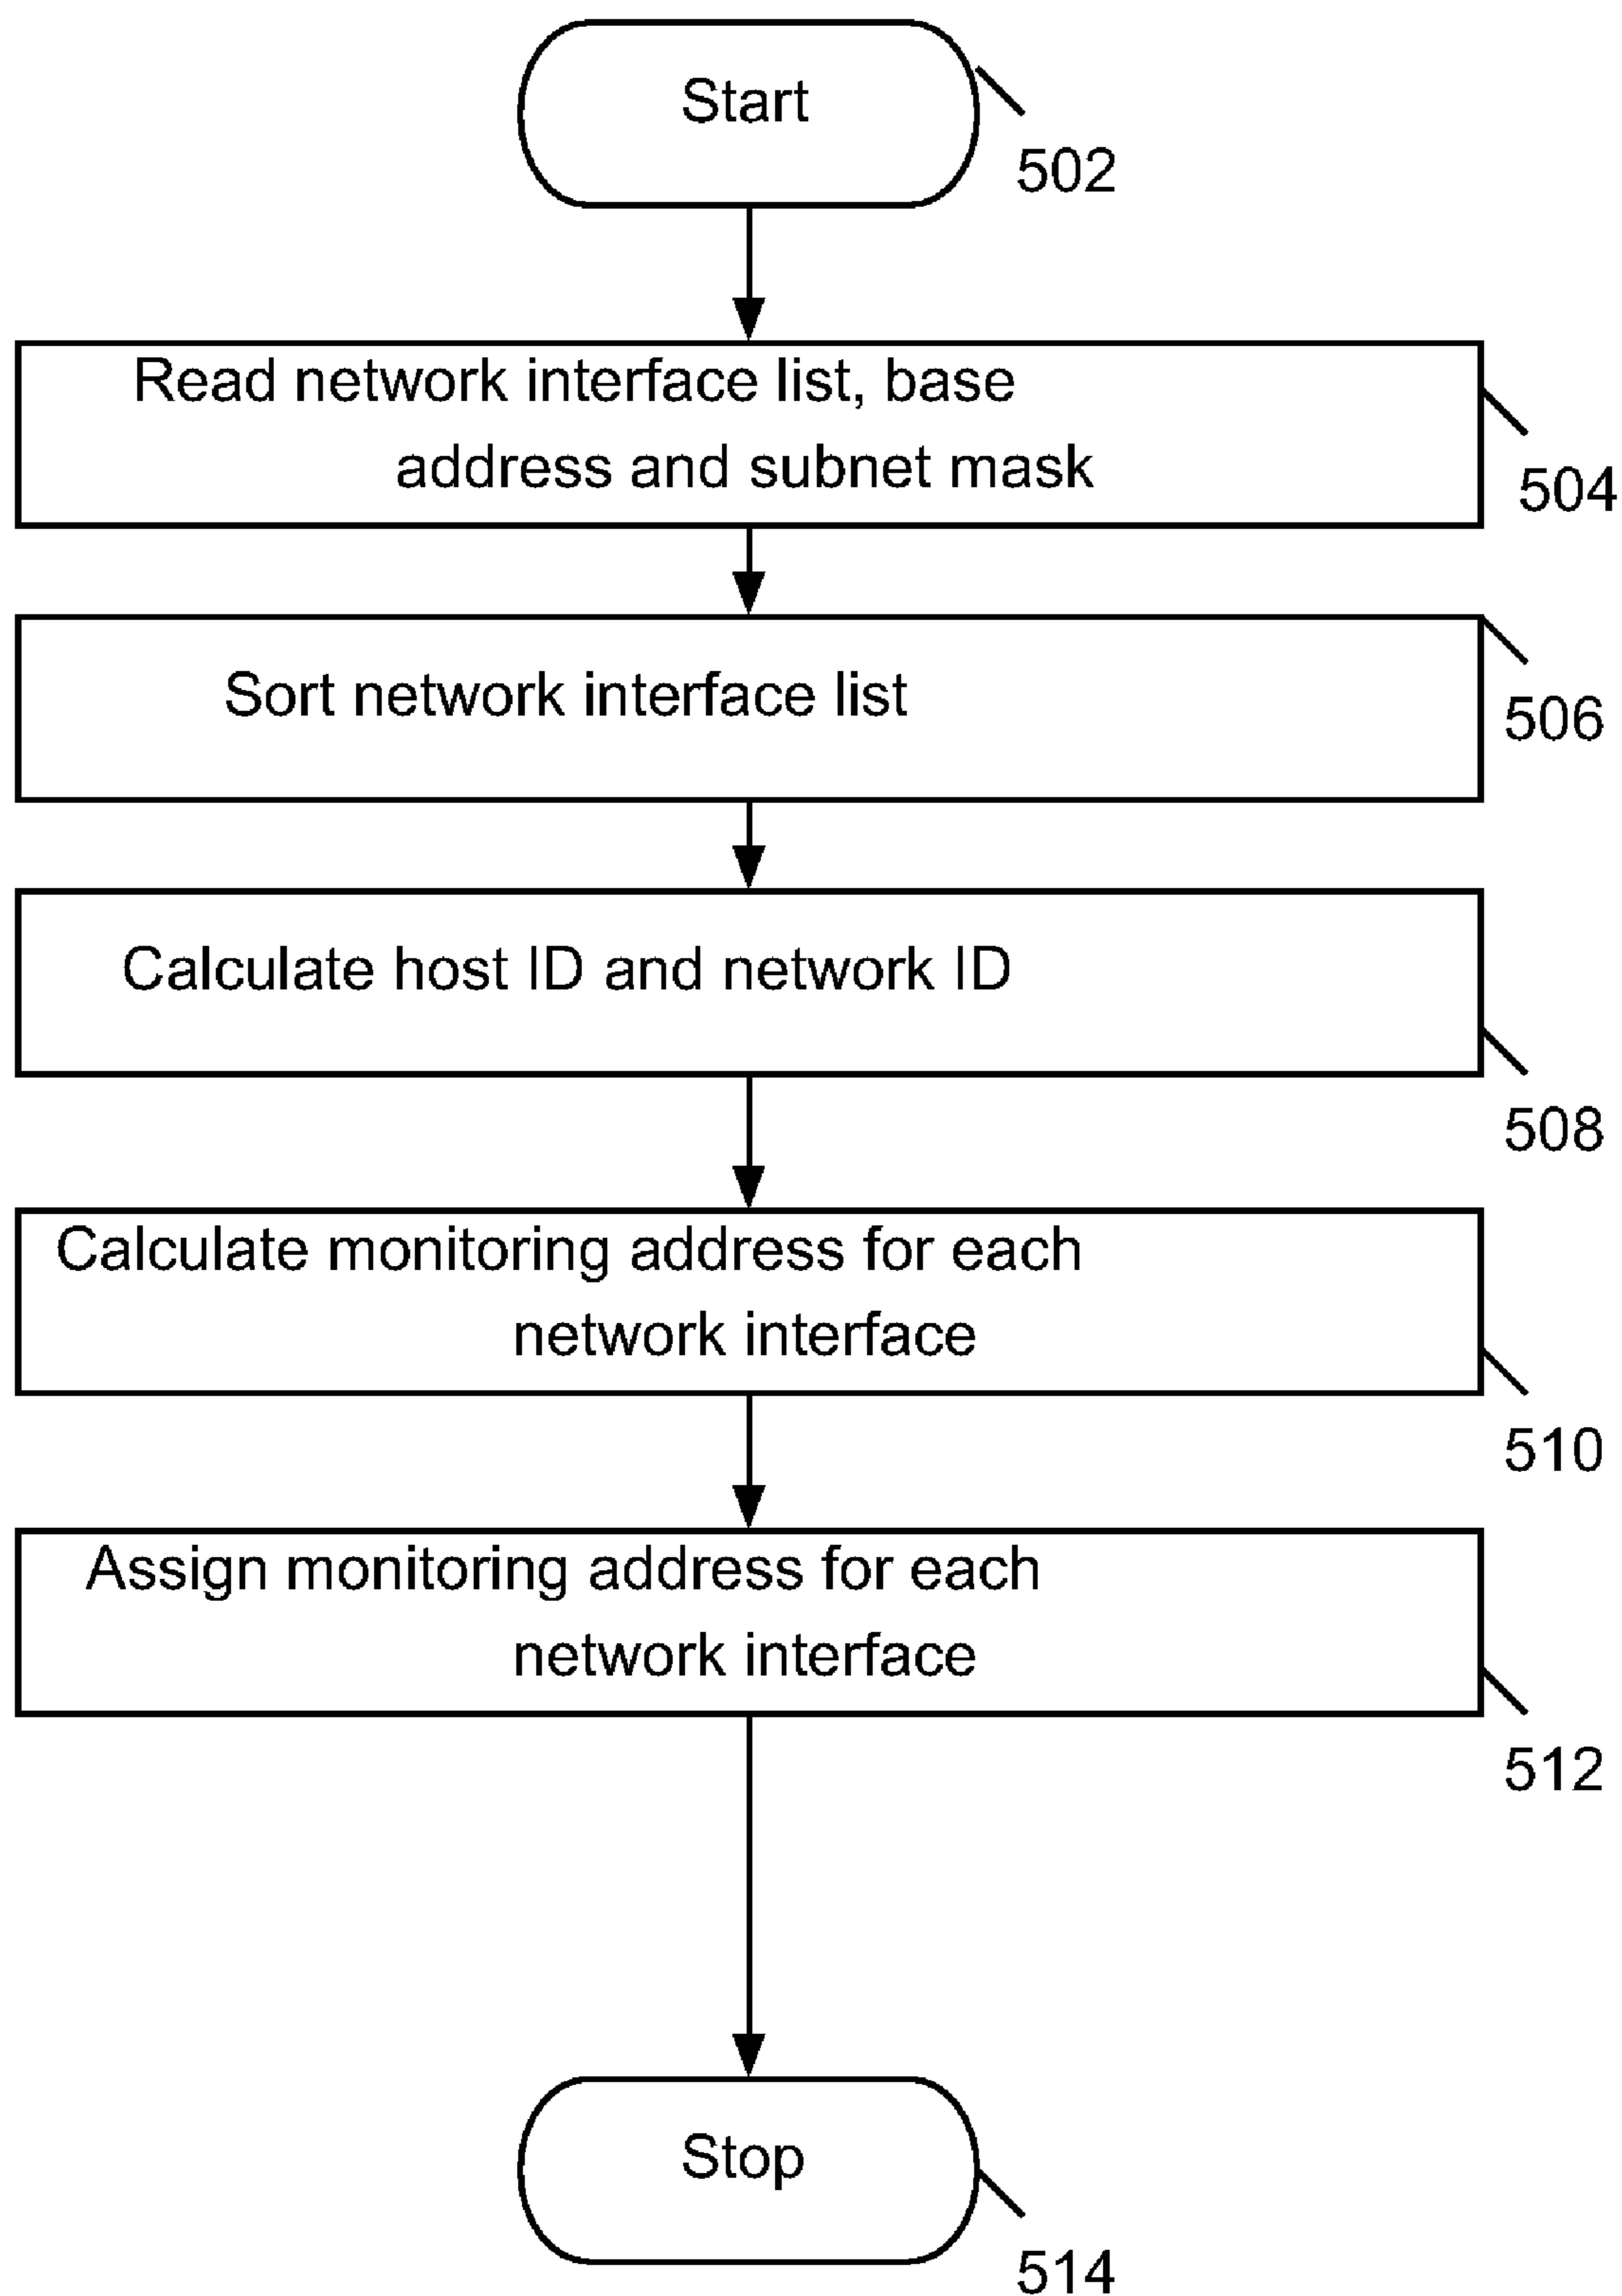 Start
502
Read network interface list, base
address and subnet mask
504
Sort network interface list
506
Calculate host ID and network ID
508
Calculate monitoring address for each
network interface
510
Assign monitoring address for each
network interface
512
Stop
514